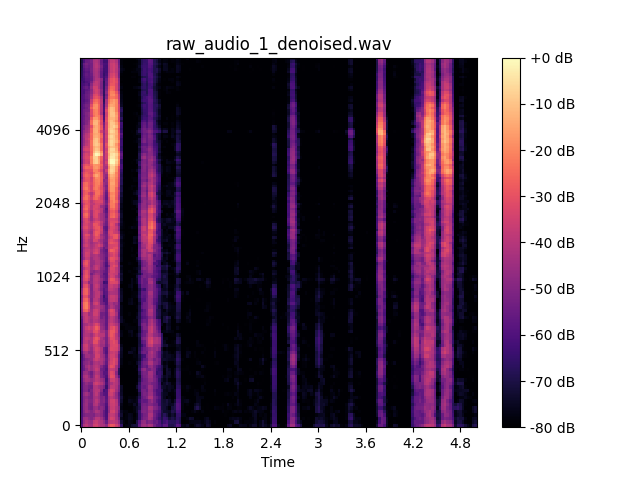 raw_audio_1_denoised.wav
Hz
4096
2048
1024
512
0
0 0.6 1.2 1.8 2.4 3 3.6 4.2 4.8
Time
+0 dB
-10 dB
-20 dB
-30 dB
-40 dB
-50 dB
-60 dB
-70 dB
-80 dB